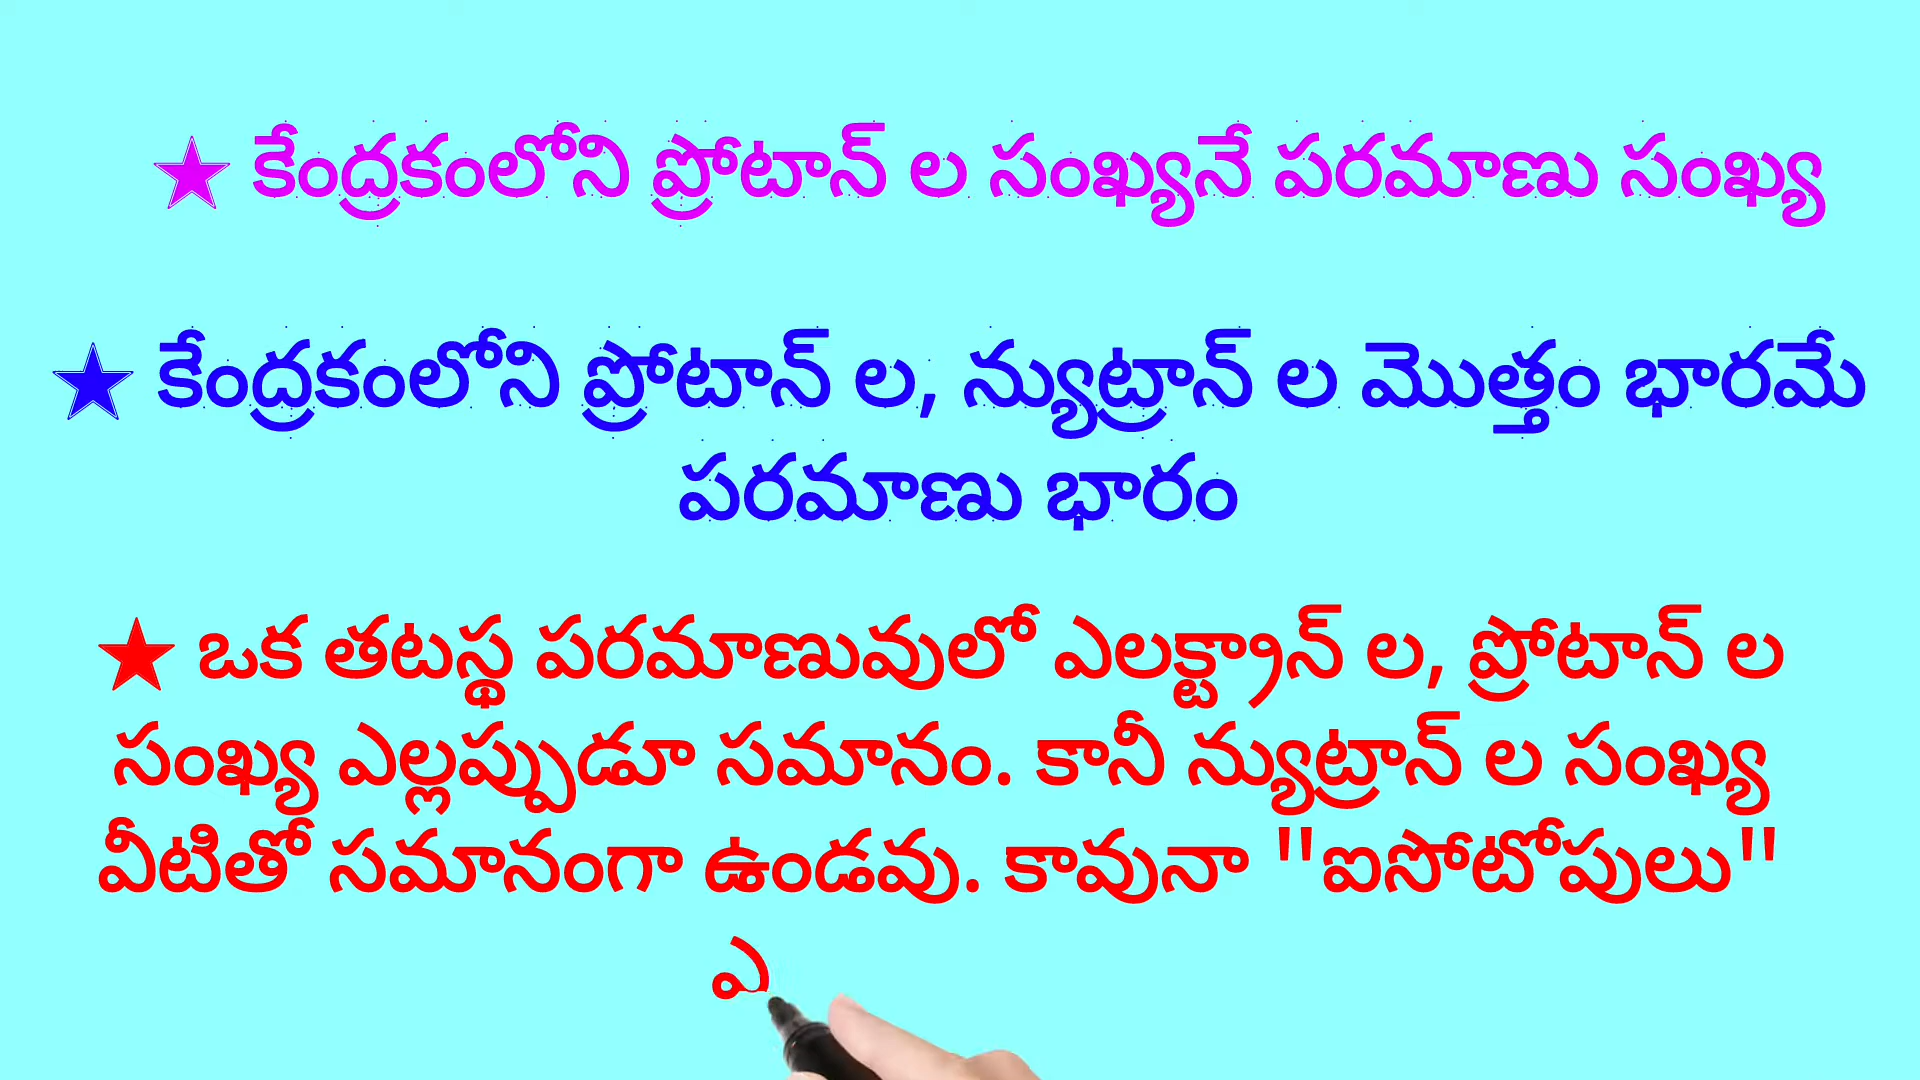 ★ కేంద్రకంలోని ప్రోటాన్ ల సంఖ్యనే పరమాణు సంఖ్య
★ కేంద్రకంలోని ప్రోటాన్ ల, న్యుట్రాన్ ల మొత్తం భారమే
పరమాణు భారం
★ ఒక తటస్థ పరమాణువులో ఎలక్ట్రాన్ ల, ప్రోటాన్ ల
సంఖ్య ఎల్లప్పుడూ సమానం. కానీ న్యుట్రాన్ ల సంఖ్య
వీటితో సమానంగా ఉండవు. కావునా "ఐసోటోపులు"
ఎ